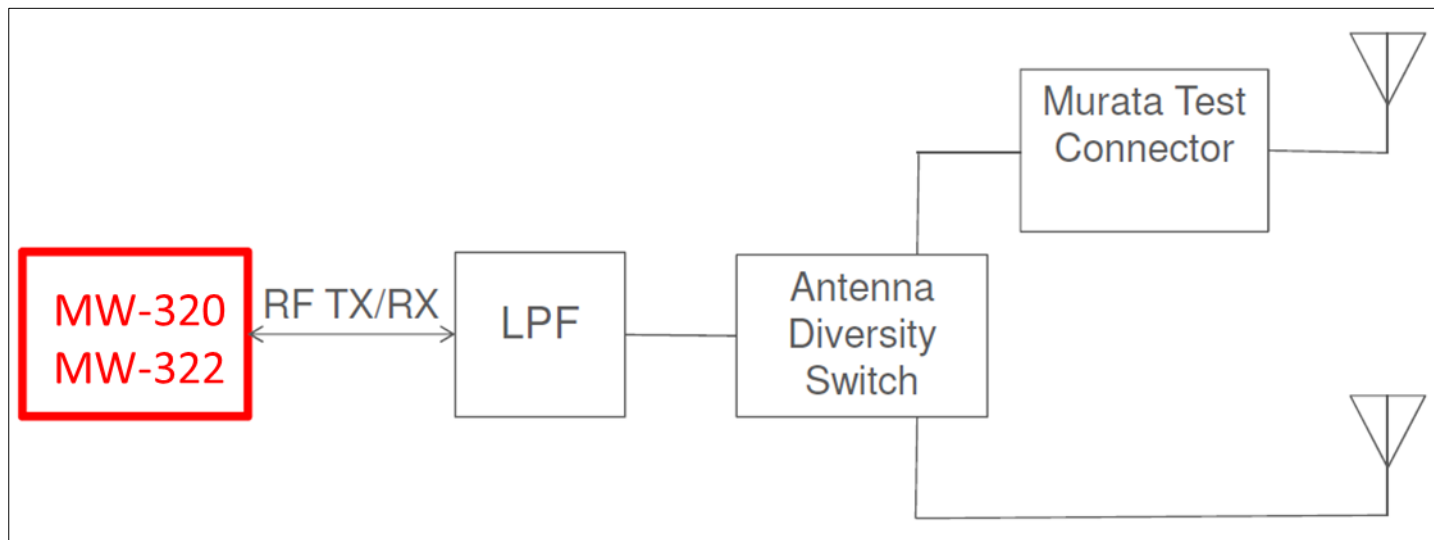 MW-320
MW-322
RF TX/RX
LPF
Antenna
Diversity
Switch
Murata Test
Connector